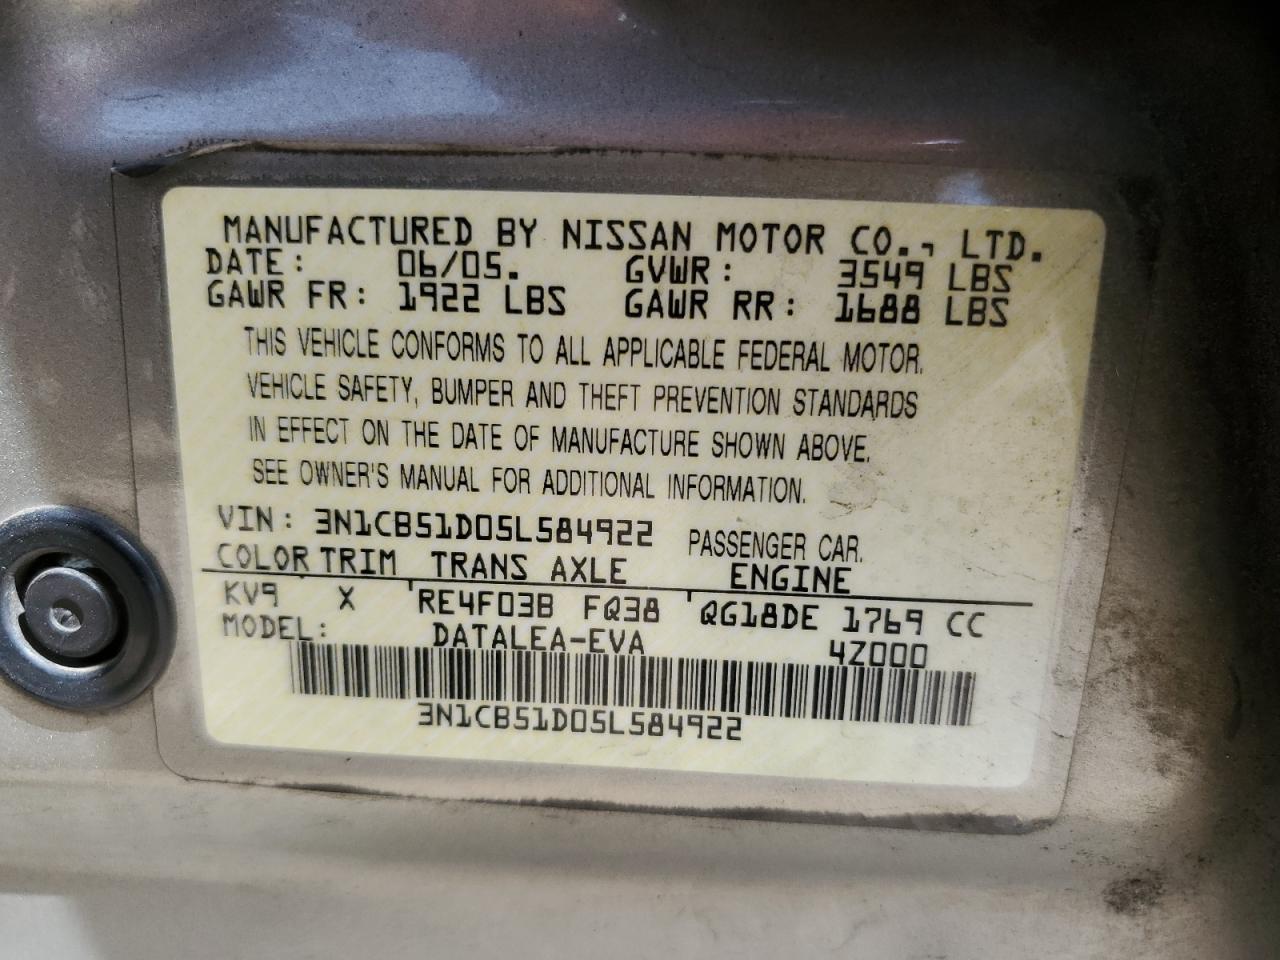 MANUFACTURED BY NISSAN MOTOR CO., LTD.
DATE: 06/05. GVWR: 3549 LBS
GAWR FR: 1922 LBS GAWR RR: 1688 LBS
THIS VEHICLE CONFORMS TO ALL APPLICABLE FEDERAL MOTOR.
VEHICLE SAFETY, BUMPER AND THEFT PREVENTION STANDARDS
IN EFFECT ON THE DATE OF MANUFACTURE SHOWN ABOVE.
SEE OWNER'S MANUAL FOR ADDITIONAL INFORMATION.
VIN: 3N1CB51D05L584922 PASSENGER CAR.
COLOR TRIM TRANS AXLE ENGINE
KV9 X RE4F03B FQ38 QG18DE 1769 CC
MODEL: DATALEA-EVA 4Z000
3N1CB51D05L584922